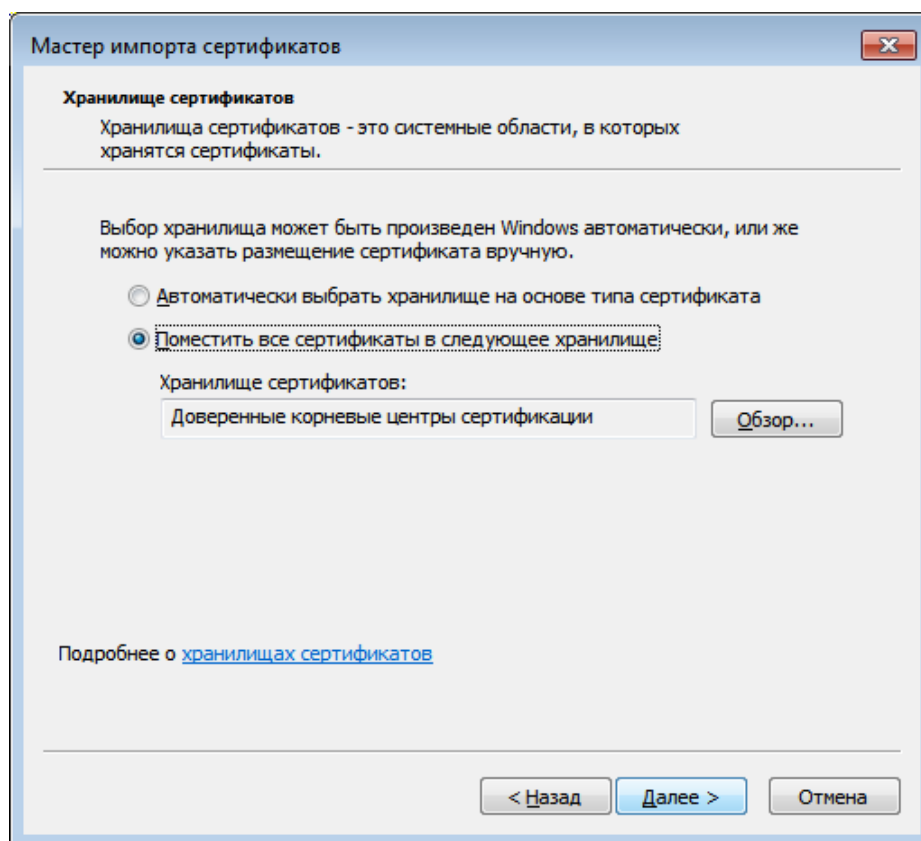 Мастер импорта сертификатов
Хранилище сертификатов
Хранилища сертификатов - это системные области, в которых
хранятся сертификаты.
Выбор хранилища может быть произведен Windows автоматически, или же
можно указать размещение сертификата вручную.
Автоматически выбрать хранилище на основе типа сертификата
Поместить все сертификаты в следующее хранилище
Хранилище сертификатов:
Доверенные корневые центры сертификации
Обзор...
Подробнее о хранилищах сертификатов
< Назад
Далее >
Отмена